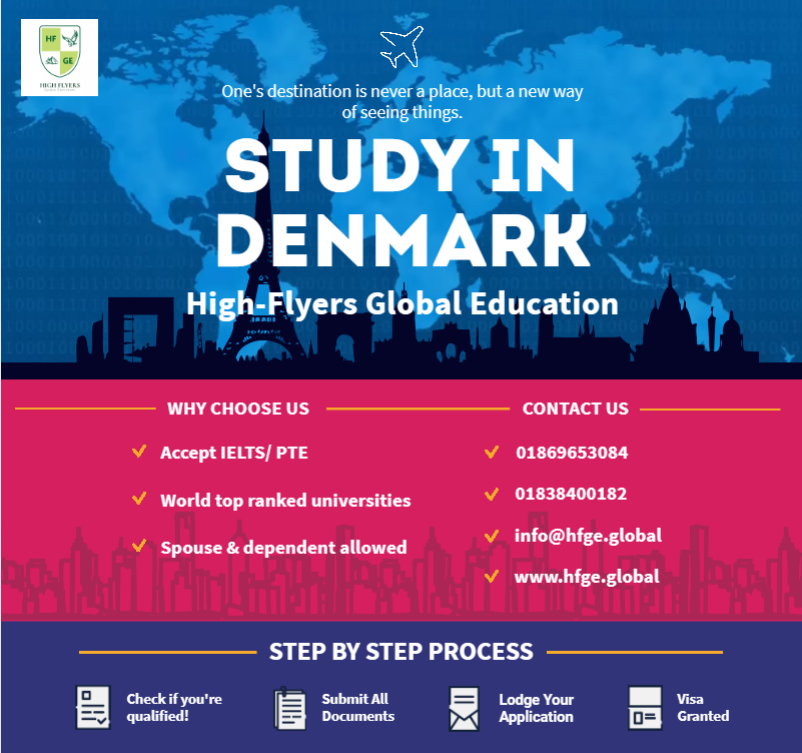 HF
GE
HIGH FLYERS
One's destination is never a place, but a new way
of seeing things.
STUDY IN
DENMARK
High-Flyers Global Education
WHY CHOOSE US
Accept IELTS/ PTE
World top ranked universities
Spouse & dependent allowed
CONTACT US
01869653084
01838400182
info@hfge.global
www.hfge.global
STEP BY STEP PROCESS
Check if you're
qualified!
Submit All
Documents
Lodge Your
Application
Visa
Granted